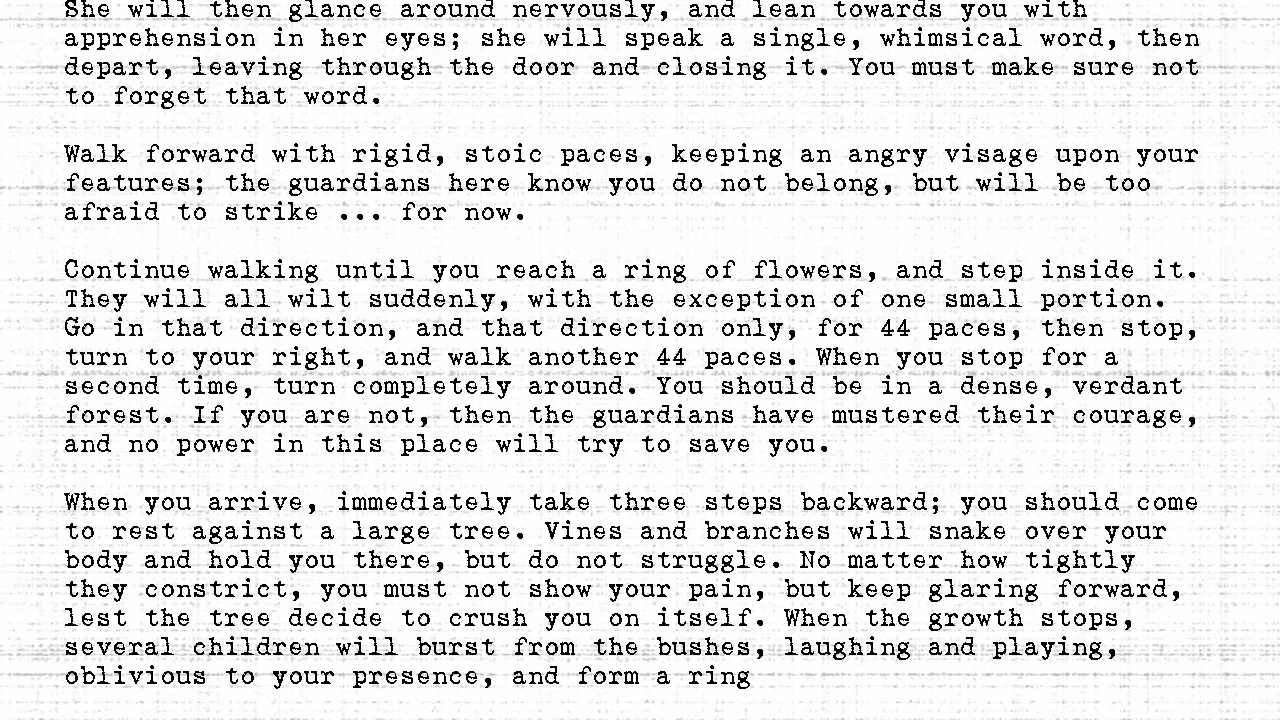 She will then glance around nervously, and lean towards you with
apprehension in her eyes; she will speak a single, whimsical word, then
depart, leaving through the door and closing it. You must make sure not
to forget that word.
Walk forward with rigid, stoic paces, keeping an angry visage upon your
features; the guardians here know you do not belong, but will be too
afraid to strike ... for now.
Continue walking until you reach a ring of flowers, and step inside it.
They will all wilt suddenly, with the exception of one small portion.
Go in that direction, and that direction only, for 44 paces, then stop,
turn to your right, and walk another 44 paces. When you stop for a
second time, turn completely around. You should be in a dense, verdant
forest. If you are not, then the guardians have mustered their courage,
and no power in this place will try to save you.
When you arrive, immediately take three steps backward; you should come
to rest against a large tree. Vines and branches will snake over your
body and hold you there, but do not struggle. No matter how tightly
they constrict, you must not show your pain, but keep glaring forward,
lest the tree decide to crush you on itself. When the growth stops,
several children will burst from the bushes, laughing and playing,
oblivious to your presence, and form a ring